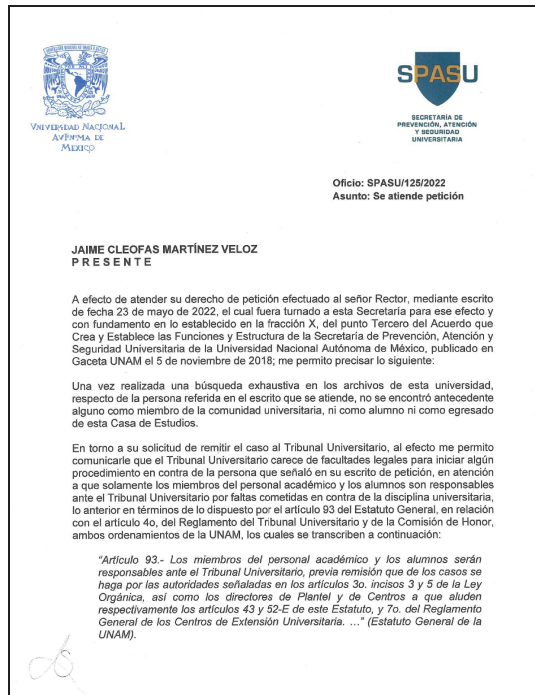 SPASU
VNIVERSIDAD NACIONAL
AVFNºMA DE
MEXICO
SECRETARÍA DE
PREVENCIÓN, ATENCIÓN
Y SEGURIDAD
UNIVERSITARIA
Oficio: SPASU/125/2022
Asunto: Se atiende petición
JAIME CLEOFAS MARTÍNEZ VELOZ
P R E S E N T E
A efecto de atender su derecho de petición efectuado al señor Rector, mediante escrito
de fecha 23 de mayo de 2022, el cual fuera turnado a esta Secretaría para ese efecto y
con fundamento en lo establecido en la fracción X, del punto Tercero del Acuerdo que
Crea y Establece las Funciones y Estructura de la Secretaría de Prevención, Atención y
Seguridad Universitaria de la Universidad Nacional Autónoma de México, publicado en
Gaceta UNAM el 5 de noviembre de 2018; me permito precisar lo siguiente:
Una vez realizada una búsqueda exhaustiva en los archivos de esta universidad,
respecto de la persona referida en el escrito que se atiende, no se encontró antecedente
alguno como miembro de la comunidad universitaria, ni como alumno ni como egresado
de esta Casa de Estudios.
En torno a su solicitud de remitir el caso al Tribunal Universitario, al efecto me permito
comunicarle que el Tribunal Universitario carece de facultades legales para iniciar algún
procedimiento en contra de la persona que señaló en su escrito de petición, en atención
a que solamente los miembros del personal académico y los alumnos son responsables
ante el Tribunal Universitario por faltas cometidas en contra de la disciplina universitaria,
lo anterior en términos de lo dispuesto por el artículo 93 del Estatuto General, en relación
con el artículo 4o, del Reglamento del Tribunal Universitario y de la Comisión de Honor,
ambos ordenamientos de la UNAM, los cuales se transcriben a continuación:
"Artículo 93.- Los miembros del personal académico y los alumnos serán
responsables ante el Tribunal Universitario, previa remisión que de los casos se
haga por las autoridades señaladas en los artículos 3o. incisos 3 y 5 de la Ley
Orgánica, así como los directores de Plantel y de Centros a que aluden
respectivamente los artículos 43 y 52-E de este Estatuto, y 7o. del Reglamento
General de los Centros de Extensión Universitaria. …" (Estatuto General de la
UNAM).